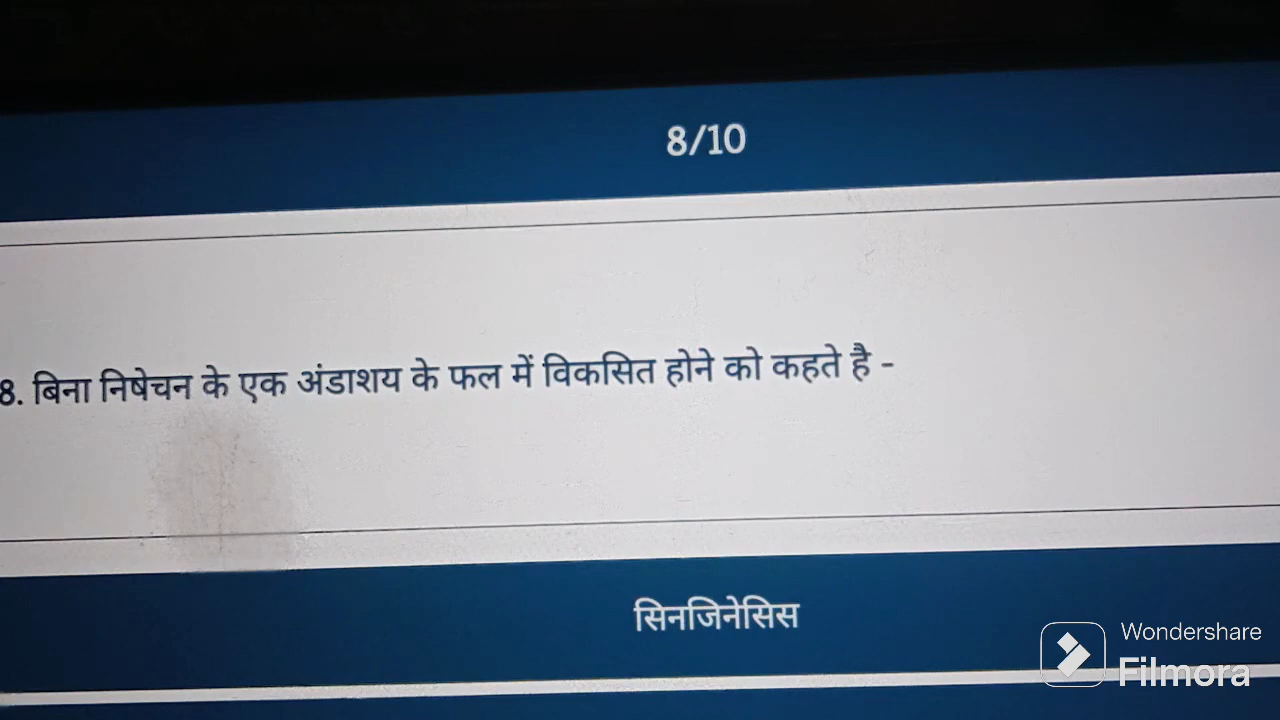 8/10
8. बिना निषेचन के एक अंडाशय के फल में विकसित होने को कहते है -
सिनजिनेसिस
Wondershare
Filmora